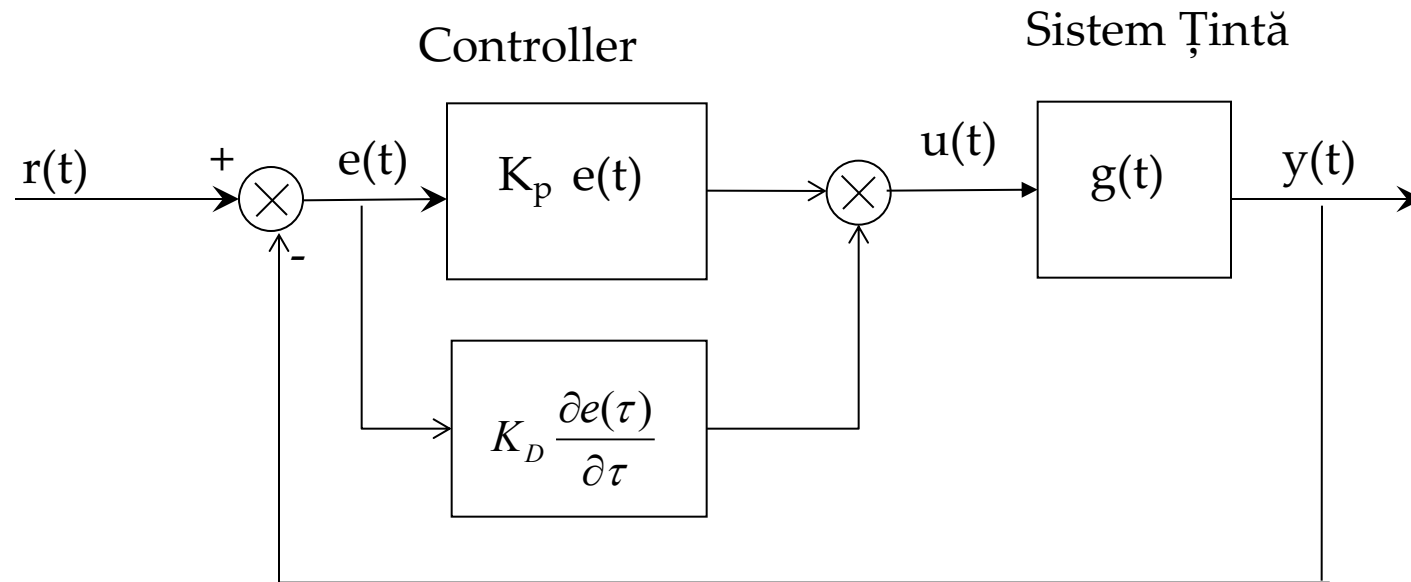 Controller
Sistem Țintă
r(t)
+
-
e(t)
Kₚ e(t)
u(t)
g(t)
y(t)
K_D ∂e(τ)/∂τ